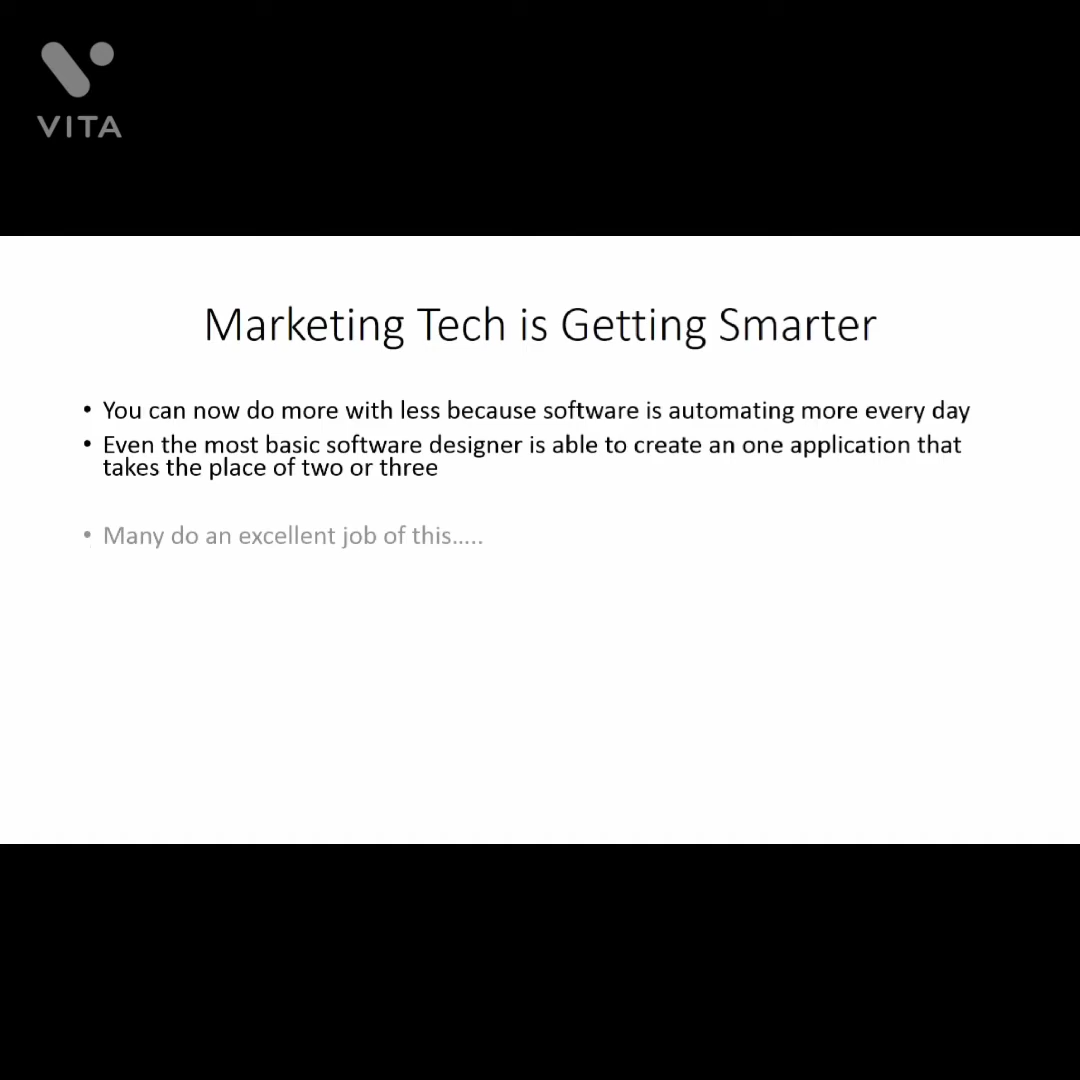 VITA
Marketing Tech is Getting Smarter
• You can now do more with less because software is automating more every day
• Even the most basic software designer is able to create an one application that
takes the place of two or three
• Many do an excellent job of this.....